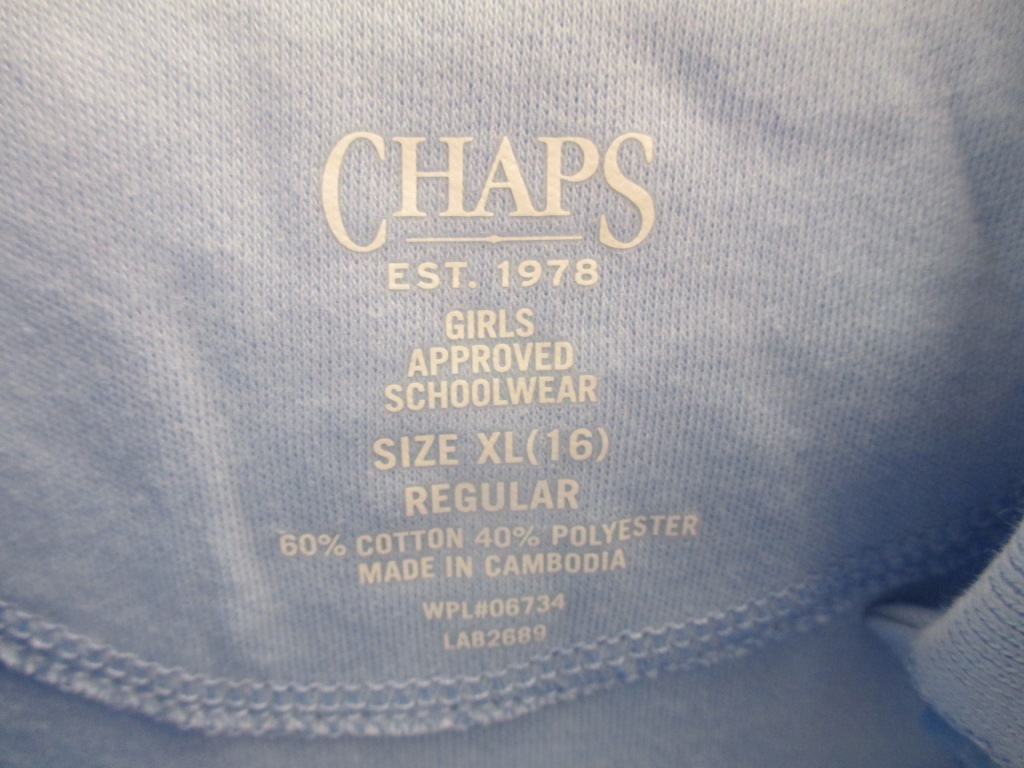 CHAPS
EST. 1978
GIRLS
APPROVED
SCHOOLWEAR
SIZE XL(16)
REGULAR
60% COTTON 40% POLYESTER
MADE IN CAMBODIA
WPL#06734
LAB2689